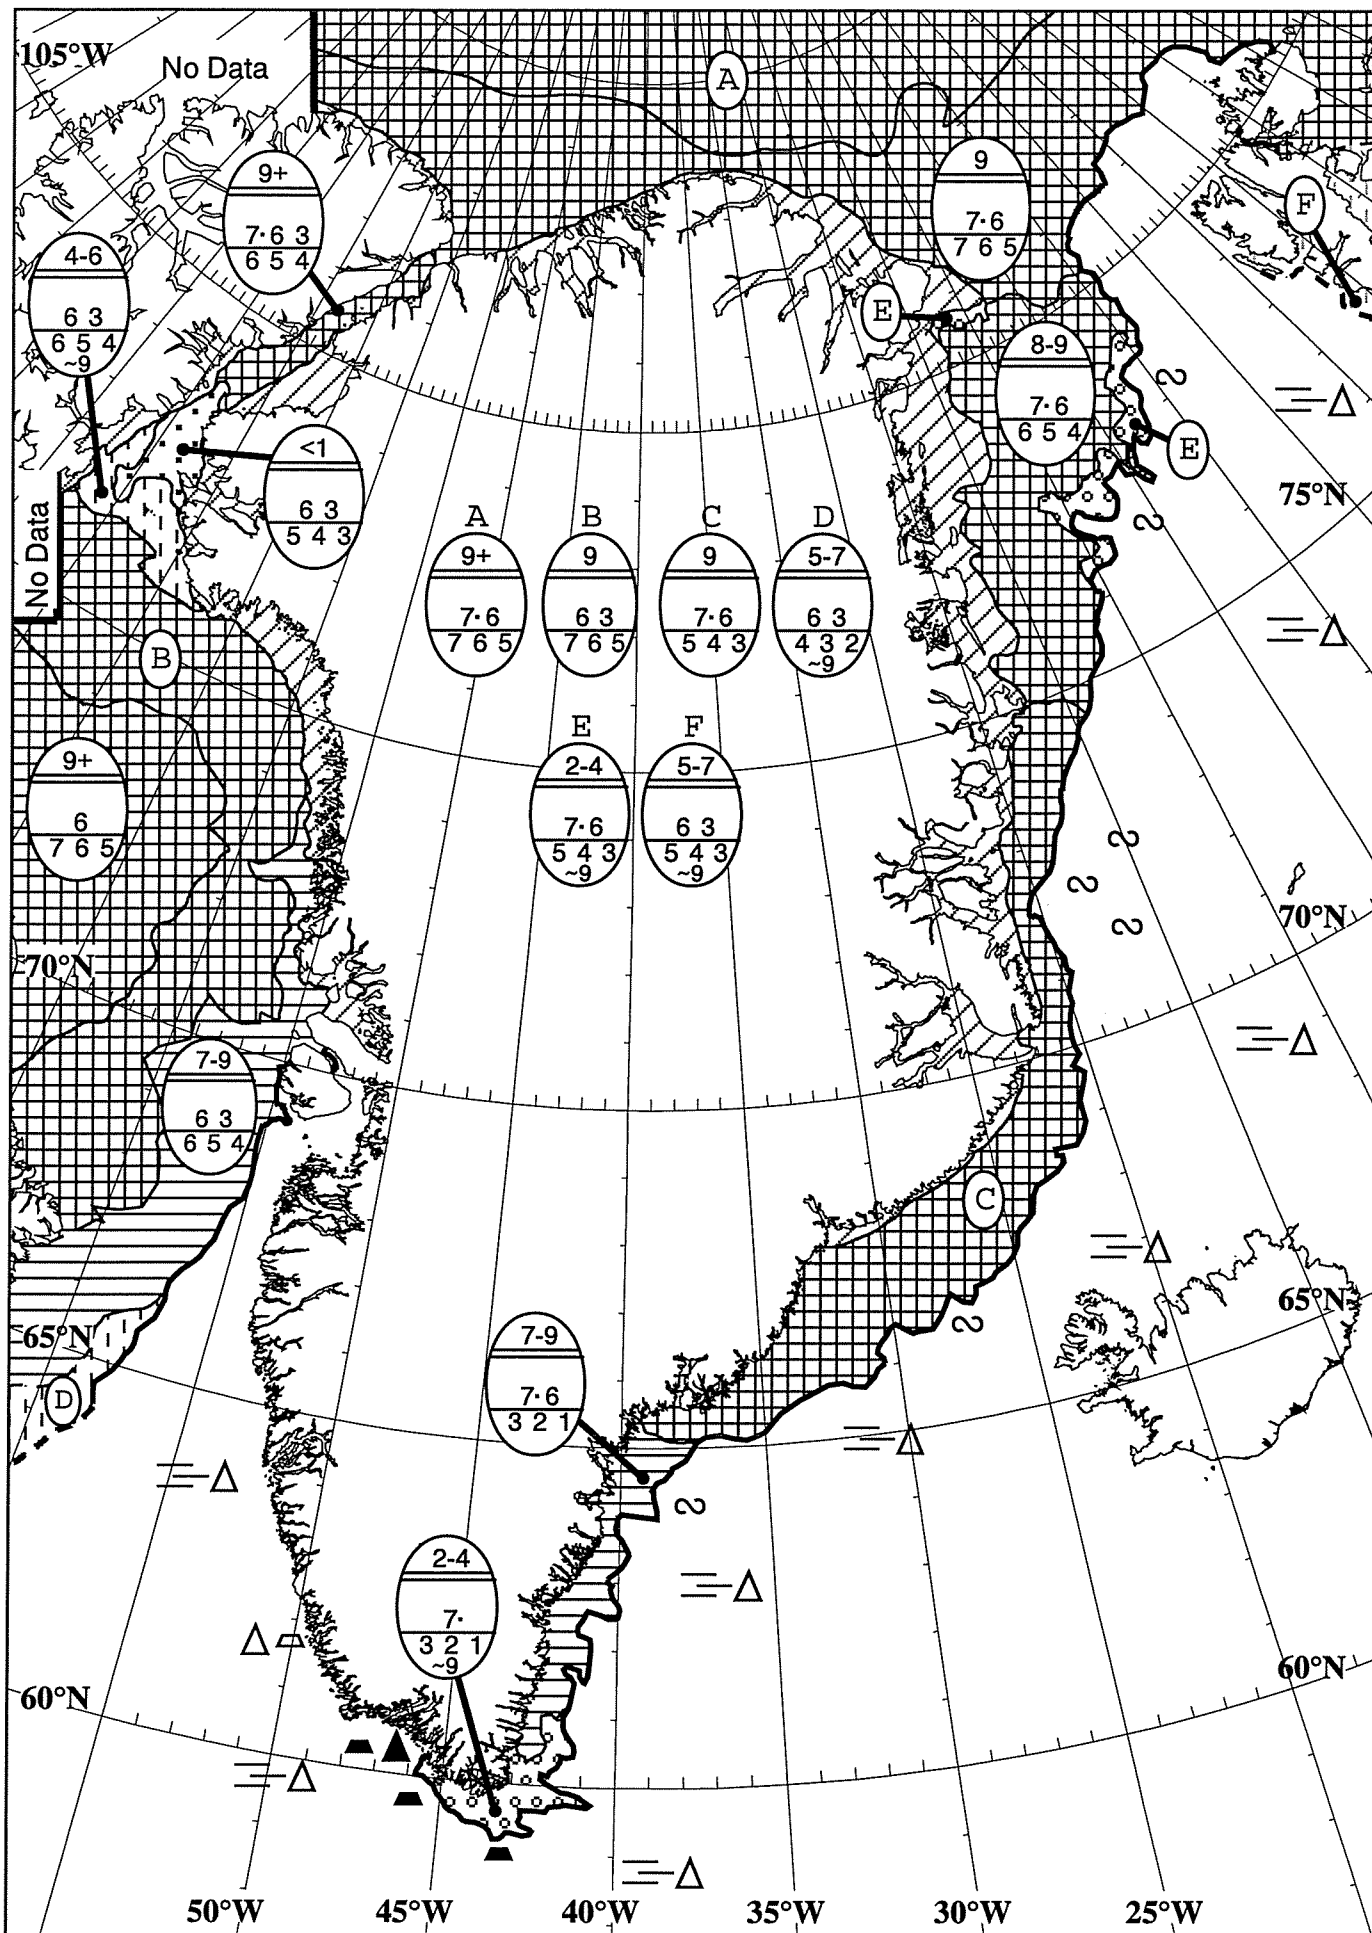 105°W
No Data
A
9+
7·6 3
6 5 4
9
7·6
7 6 5
F
4-6
6 3
6 5 4
~9
E
8-9
7·6
6 5 4
<1
6 3
5 4 3
E
75°N
No Data
A B C D
9+ 9 9 5-7
7·6 6 3 7·6 6 3
7 6 5 7 6 5 5 4 3 4 3 2
~9
B
E F
2-4 5-7
7·6 6 3
5 4 3 5 4 3
~9 ~9
9+
6
7 6 5
70°N
70°N
7-9
6 3
6 5 4
C
65°N
65°N
7-9
7·6
3 2 1
D
2-4
7·
3 2 1
~9
60°N
60°N
50°W 45°W 40°W 35°W 30°W 25°W